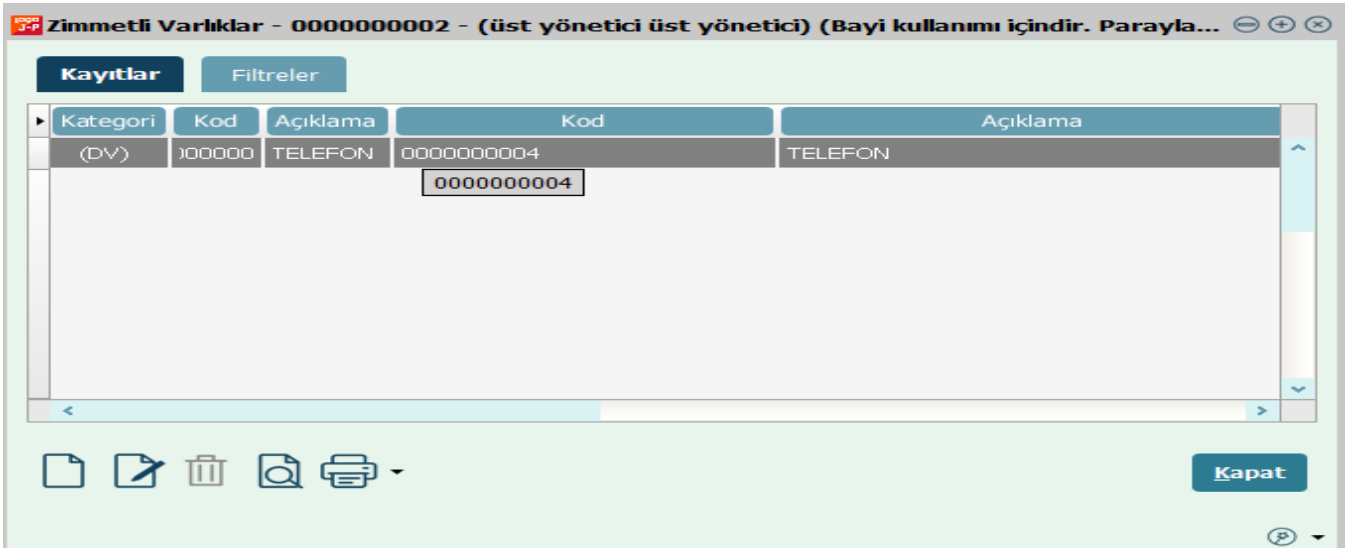 Zimmetli Varlıklar - 0000000002 - (üst yönetici üst yönetici) (Bayi kullanımı içindir. Parayla...
Kayıtlar Filtreler
Kategori Kod Açıklama Kod Açıklama
(DV) 000000 TELEFON 0000000004 TELEFON
0000000004
Kapat